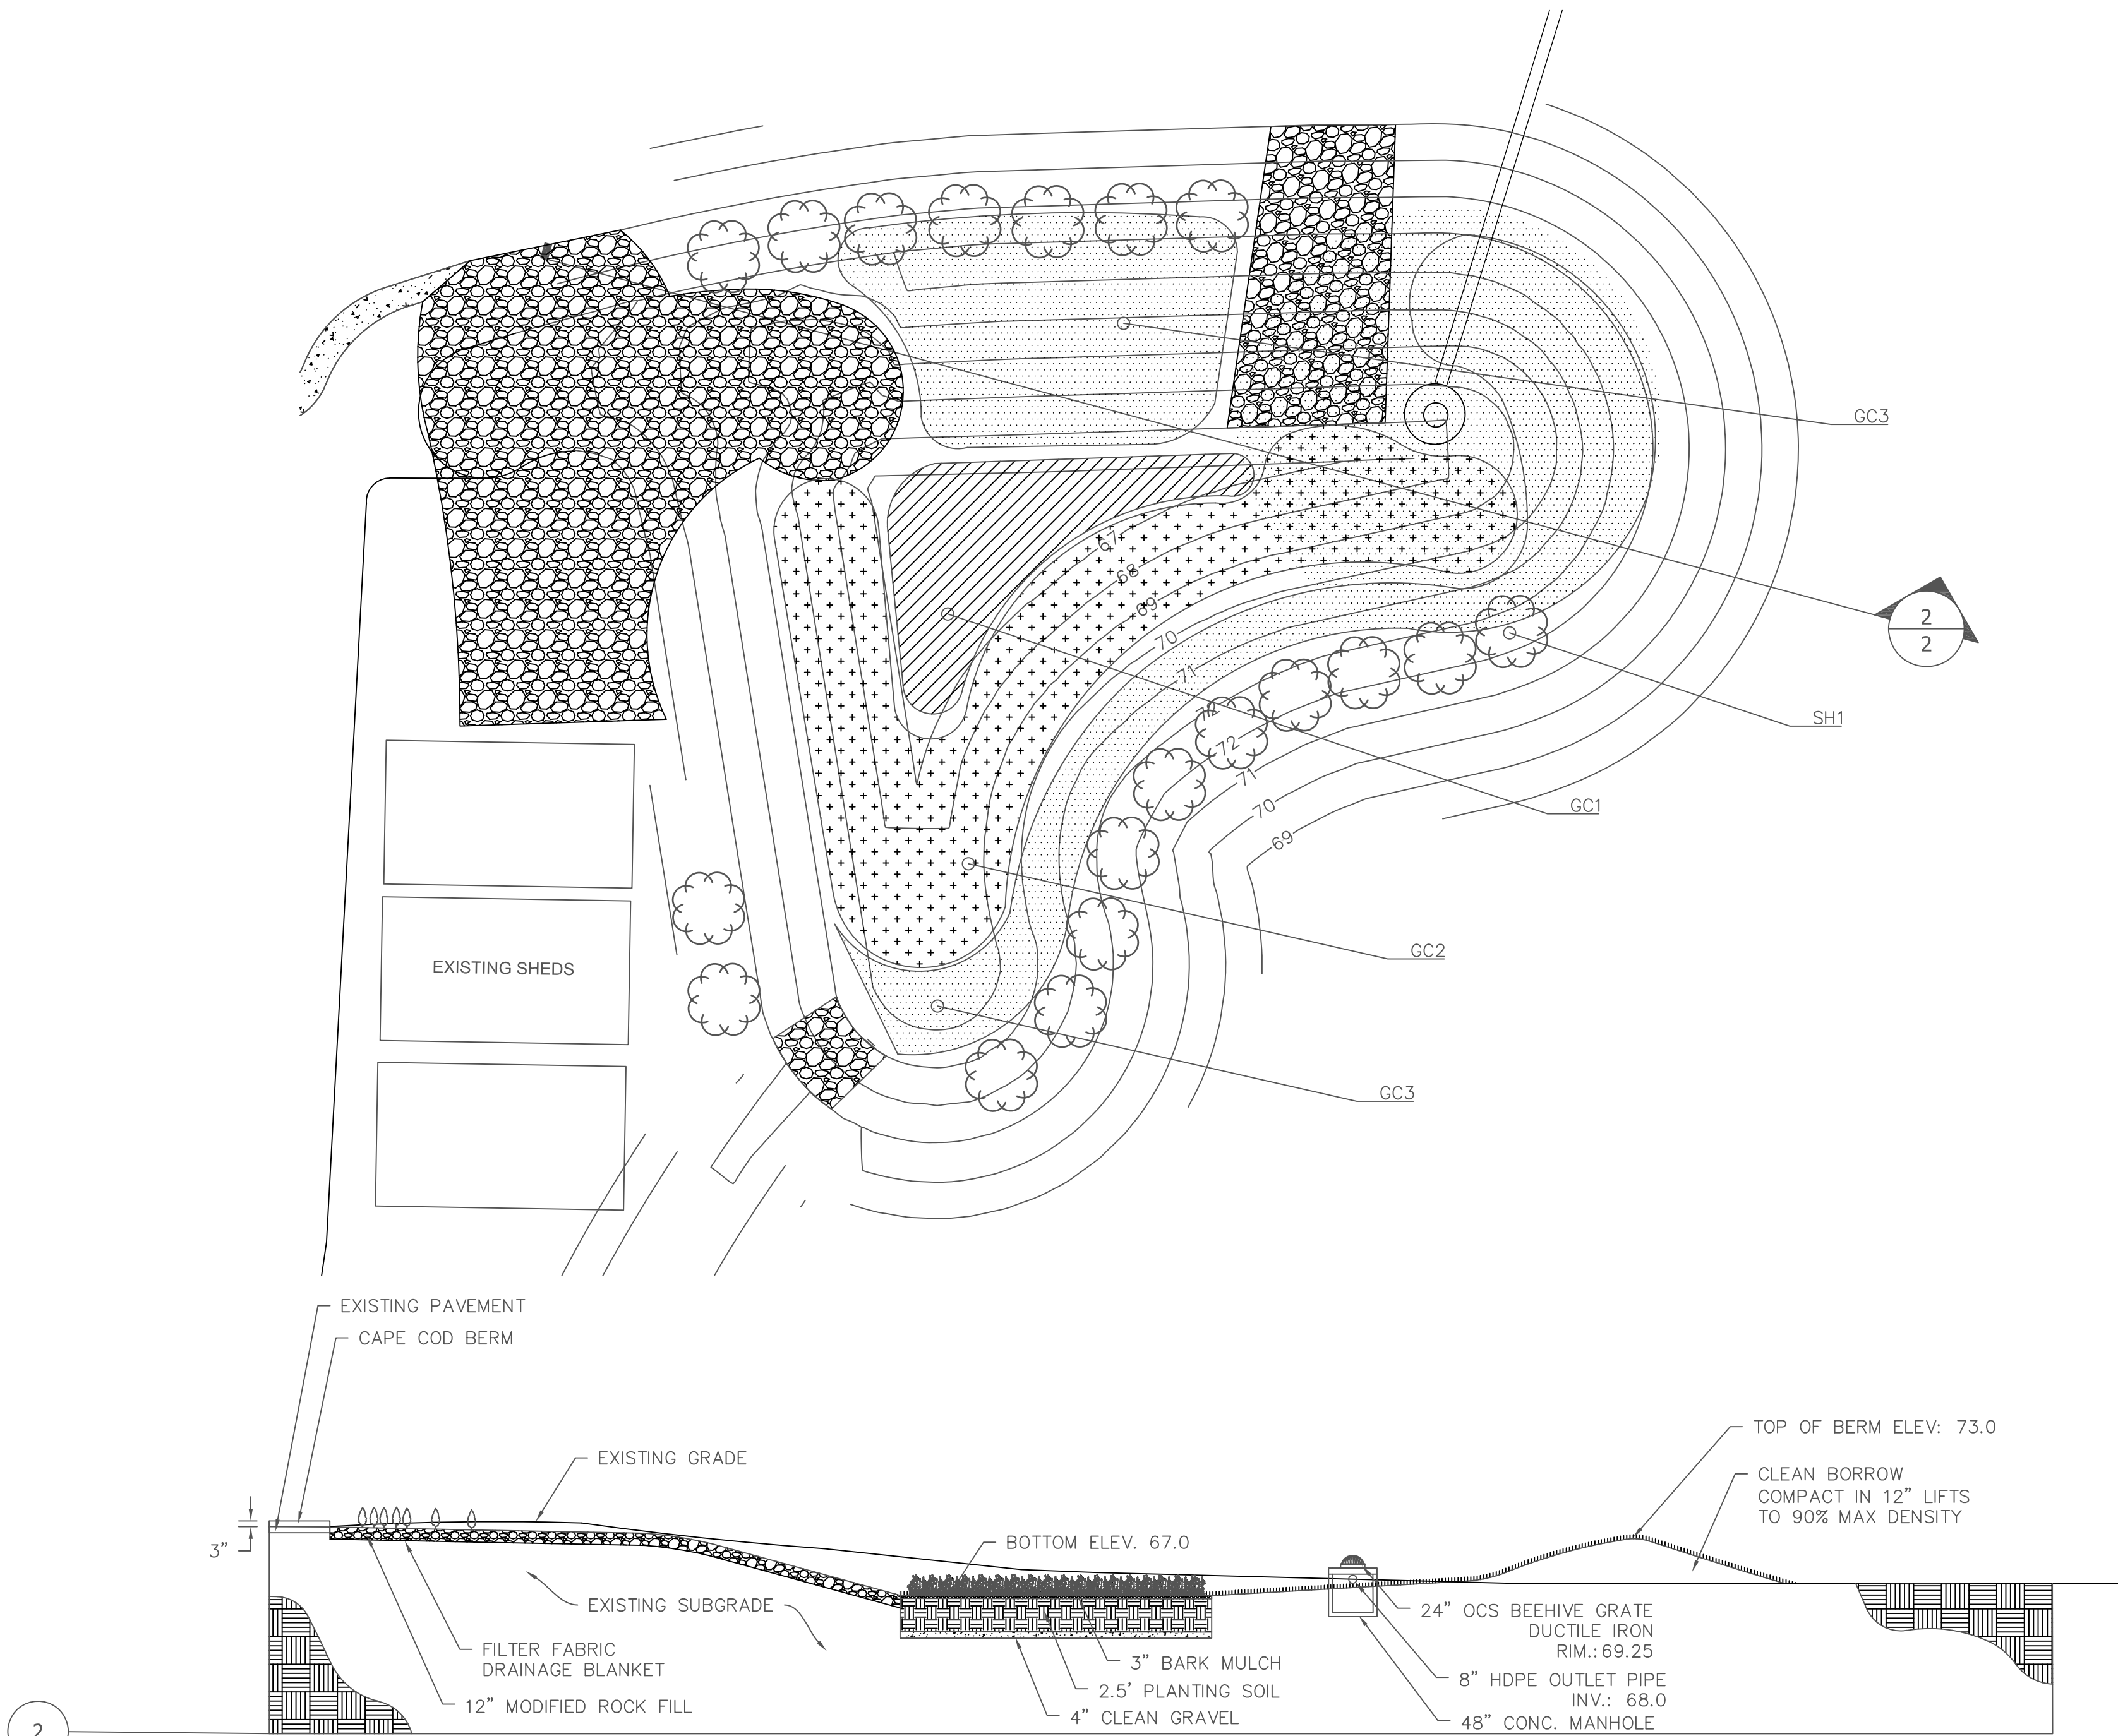 GC3
2
2
67
68
69
70
71
72
72
71
70
69
SH1
GC1
GC2
EXISTING SHEDS
GC3
EXISTING PAVEMENT
CAPE COD BERM
EXISTING GRADE
3”
BOTTOM ELEV. 67.0
TOP OF BERM ELEV: 73.0
CLEAN BORROW
COMPACT IN 12” LIFTS
TO 90% MAX DENSITY
EXISTING SUBGRADE
FILTER FABRIC
DRAINAGE BLANKET
12” MODIFIED ROCK FILL
3” BARK MULCH
2.5’ PLANTING SOIL
4” CLEAN GRAVEL
24” OCS BEEHIVE GRATE
DUCTILE IRON
RIM.: 69.25
8” HDPE OUTLET PIPE
INV.: 68.0
48” CONC. MANHOLE
2